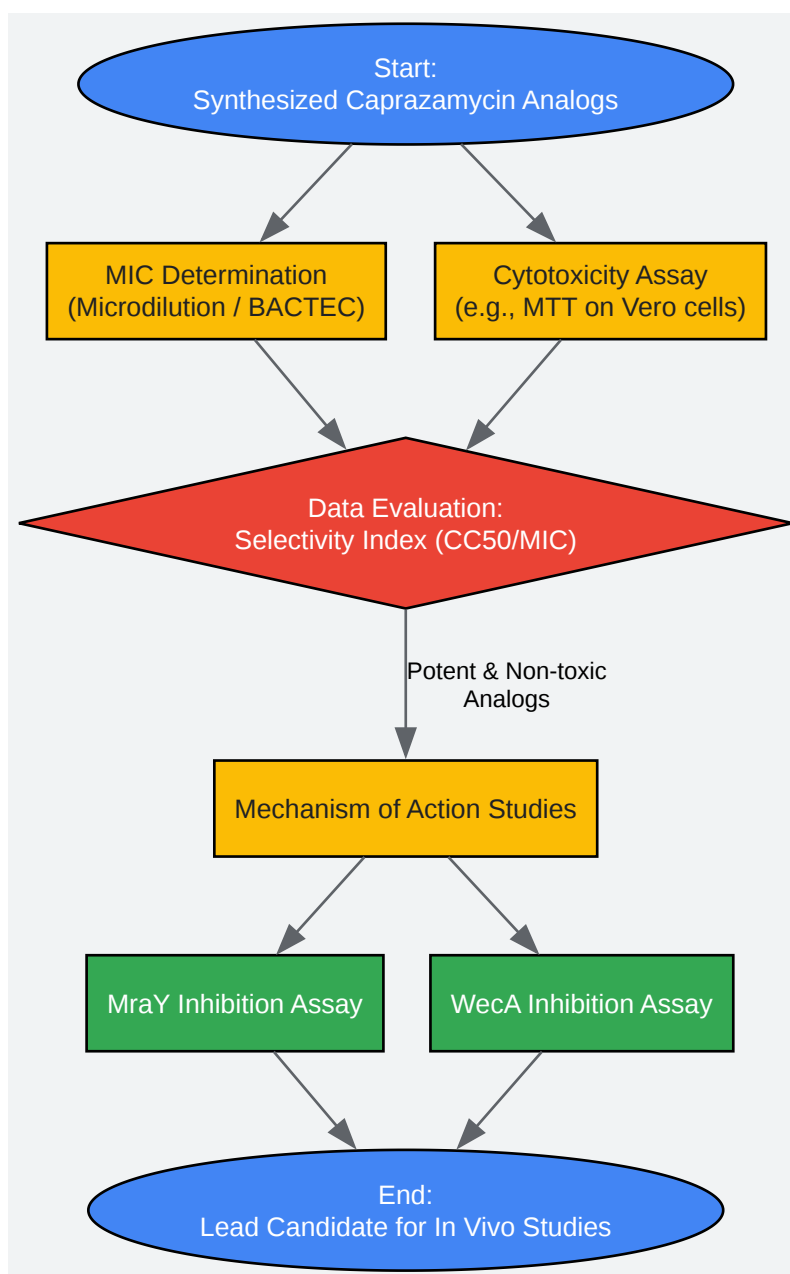 Start:
Synthesized Caprazamycin Analogs
MIC Determination
(Microdilution / BACTEC)
Cytotoxicity Assay
(e.g., MTT on Vero cells)
Data Evaluation:
Selectivity Index (CC50/MIC)
Potent & Non-toxic
Analogs
Mechanism of Action Studies
MraY Inhibition Assay
WecA Inhibition Assay
End:
Lead Candidate for In Vivo Studies